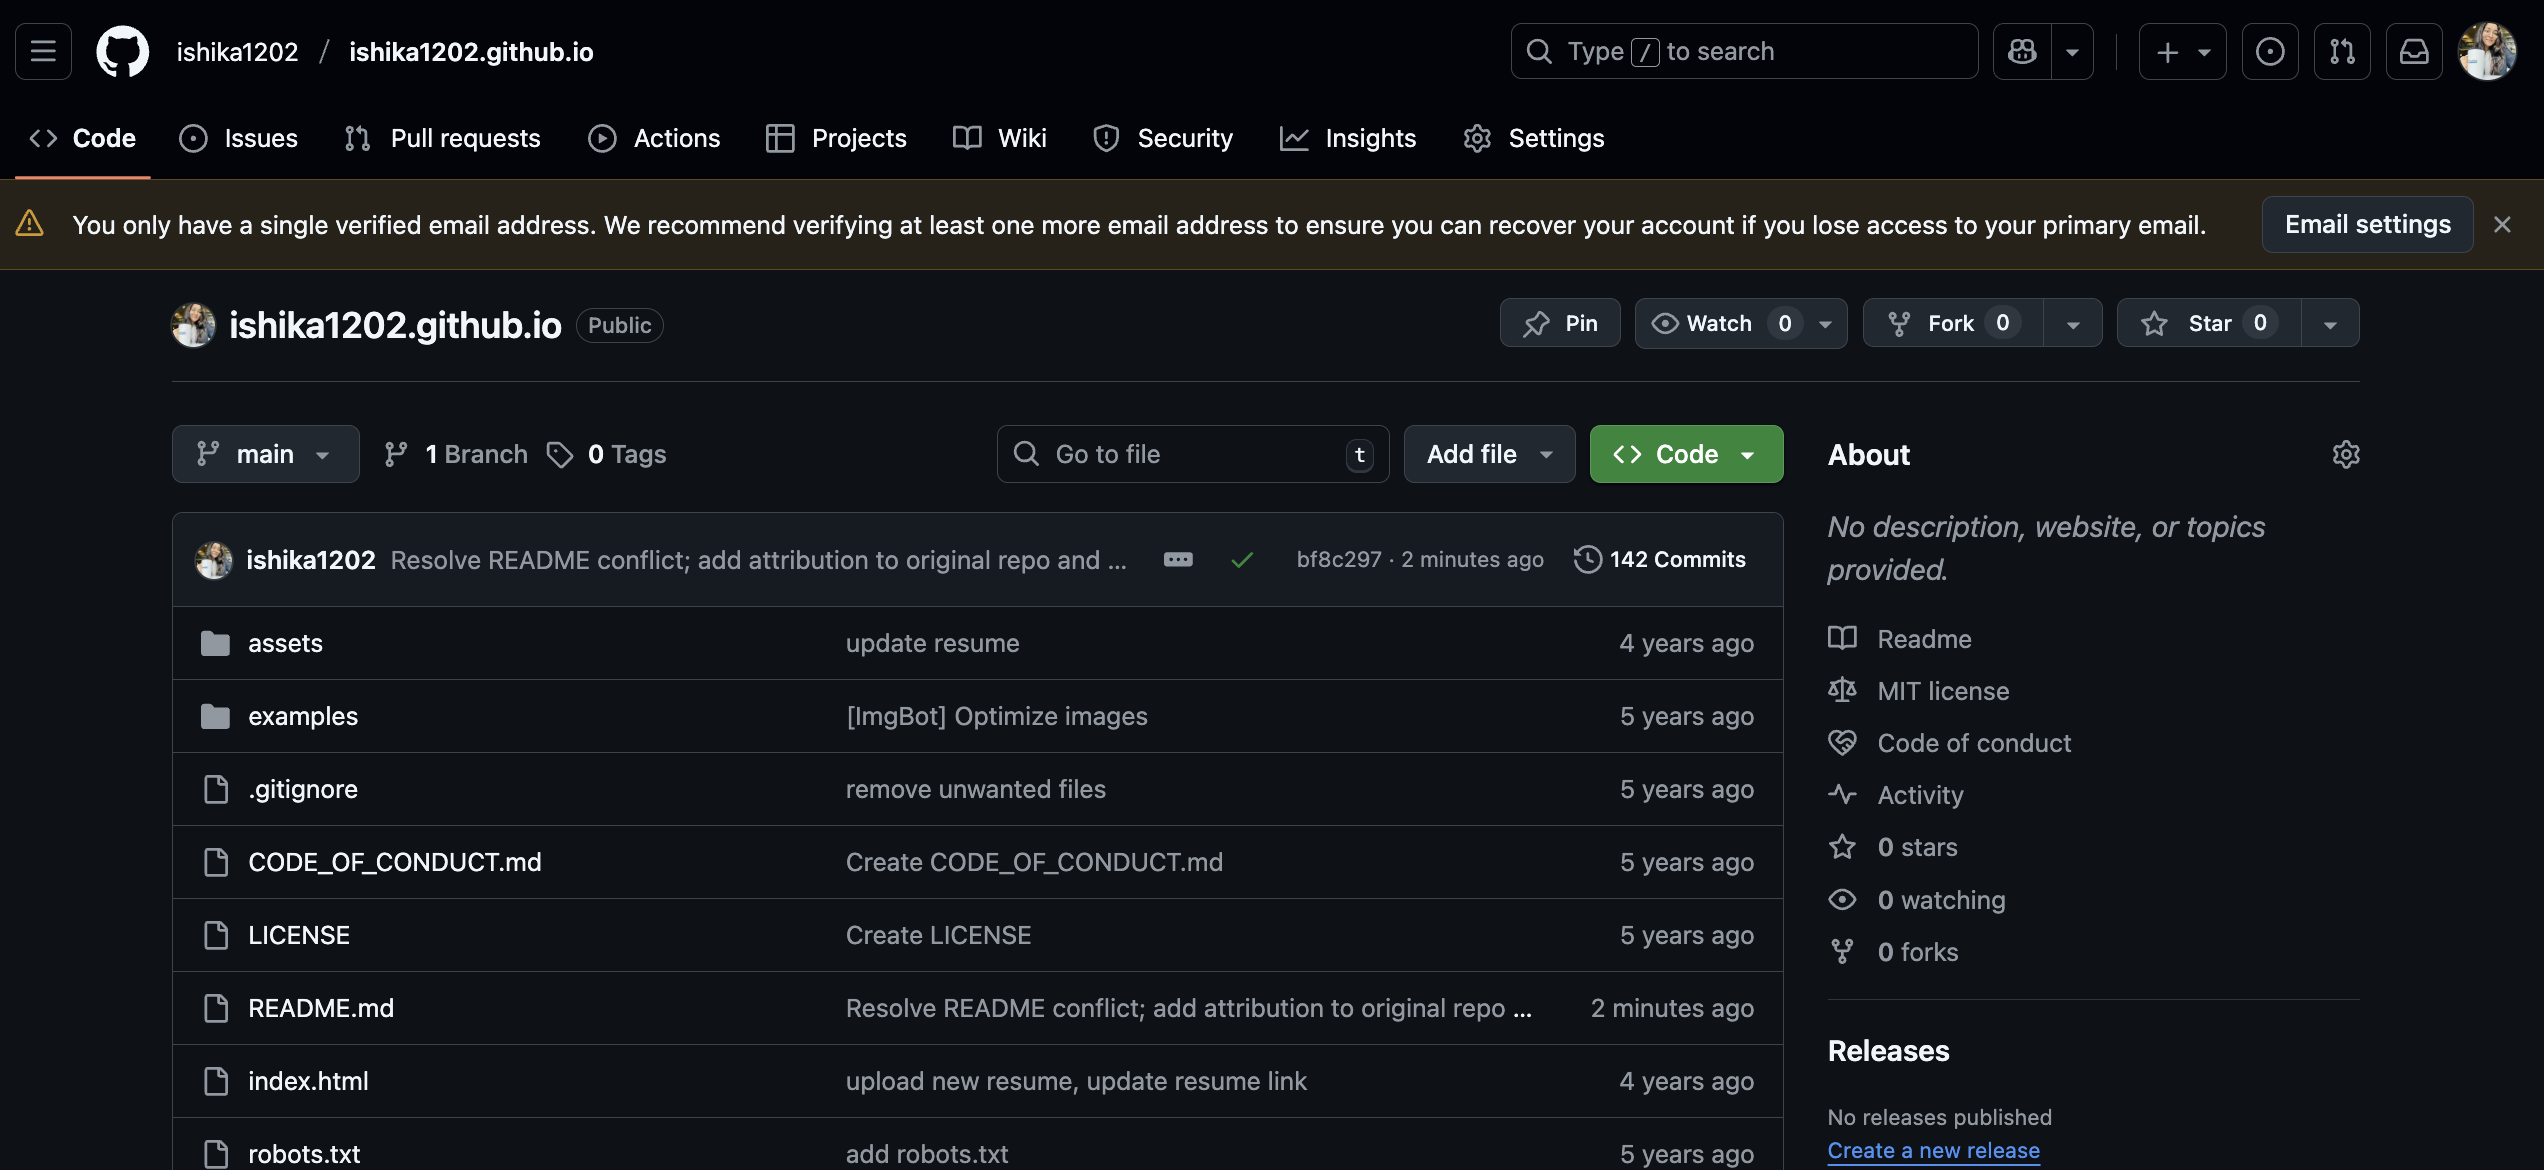 ishika1202 / ishika1202.github.io
Type / to search
Code Issues Pull requests Actions Projects Wiki Security Insights Settings
You only have a single verified email address. We recommend verifying at least one more email address to ensure you can recover your account if you lose access to your primary email.
Email settings
ishika1202.github.io Public
Pin Watch 0 Fork 0 Star 0
main 1 Branch 0 Tags
Go to file t Add file Code
ishika1202 Resolve README conflict; add attribution to original repo and ... bf8c297 · 2 minutes ago 142 Commits
assets update resume 4 years ago
examples [ImgBot] Optimize images 5 years ago
.gitignore remove unwanted files 5 years ago
CODE_OF_CONDUCT.md Create CODE_OF_CONDUCT.md 5 years ago
LICENSE Create LICENSE 5 years ago
README.md Resolve README conflict; add attribution to original repo ... 2 minutes ago
index.html upload new resume, update resume link 4 years ago
robots.txt add robots.txt 5 years ago
About
No description, website, or topics
provided.
Readme
MIT license
Code of conduct
Activity
0 stars
0 watching
0 forks
Releases
No releases published
Create a new release